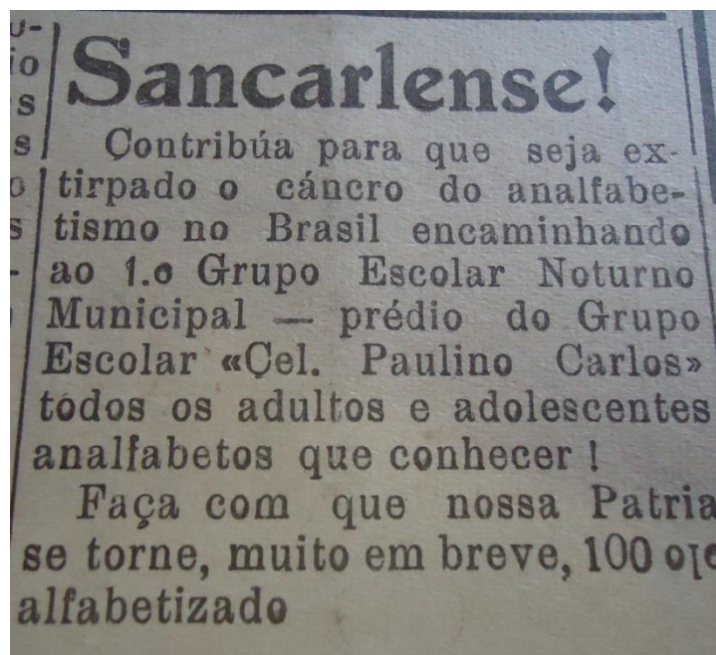 Sancarlense!
Contribúa para que seja ex-
tirpado o cáncro do analfabe-
tismo no Brasil encaminhando
ao 1.o Grupo Escolar Noturno
Municipal — prédio do Grupo
Escolar «Çel. Paulino Carlos»
todos os adultos e adolescentes
analfabetos que conhecer !
Faça com que nossa Patria
se torne, muito em breve, 100
alfabetizado